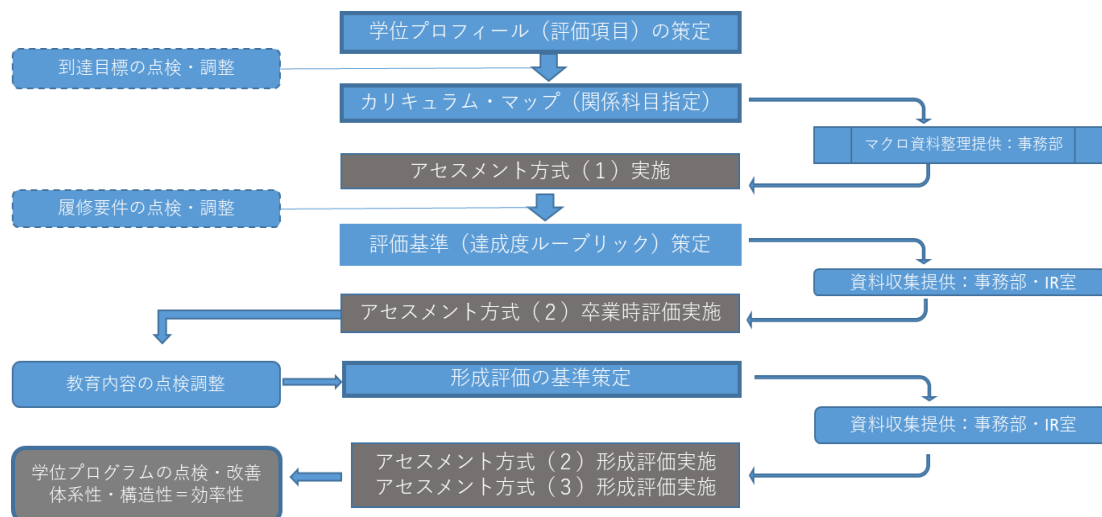 学位プロフィール（評価項目）の策定
到達目標の点検・調整
カリキュラム・マップ（関係科目指定）
マクロ資料整理提供：事務部
アセスメント方式（１）実施
履修要件の点検・調整
評価基準（達成度ルーブリック）策定
資料収集提供：事務部・IR室
アセスメント方式（２）卒業時評価実施
教育内容の点検調整
形成評価の基準策定
資料収集提供：事務部・IR室
アセスメント方式（２）形成評価実施
アセスメント方式（３）形成評価実施
学位プログラムの点検・改善
体系性・構造性＝効率性